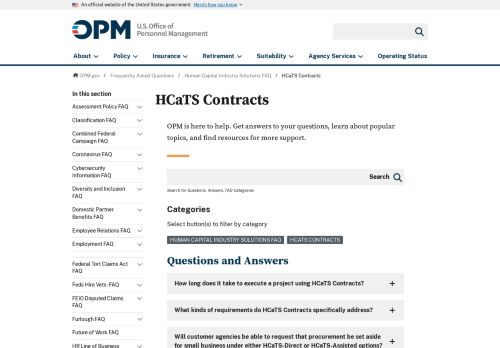 An official website of the United States government Here's how you know
OPM U.S. Office of
Personnel Management
About Policy Insurance Retirement Suitability Agency Services Operating Status
OPM.gov / Frequently Asked Questions / Human Capital Industry Solutions FAQ / HCaTS Contracts
In this section
Assessment Policy FAQ
Classification FAQ
Combined Federal
Campaign FAQ
Coronavirus FAQ
Cybersecurity
Information FAQ
Diversity and Inclusion
FAQ
Domestic Partner
Benefits FAQ
Employee Relations FAQ
Employment FAQ
Federal Tort Claims Act
FAQ
Feds Hire Vets- FAQ
FEIO Disputed Claims
FAQ
Furlough FAQ
Future of Work FAQ
HR Line of Business
HCaTS Contracts
OPM is here to help. Get answers to your questions, learn about popular
topics, and find resources for more support.
Search
Search for Questions, Answers, FAQ Categories
Categories
Select button(s) to filter by category
HUMAN CAPITAL INDUSTRY SOLUTIONS FAQ HCATS CONTRACTS
Questions and Answers
How long does it take to execute a project using HCaTS Contracts? +
What kinds of requirements do HCaTS Contracts specifically address? +
Will customer agencies be able to request that procurement be set aside
for small business under either HCaTS-Direct or HCaTS-Assisted options? +